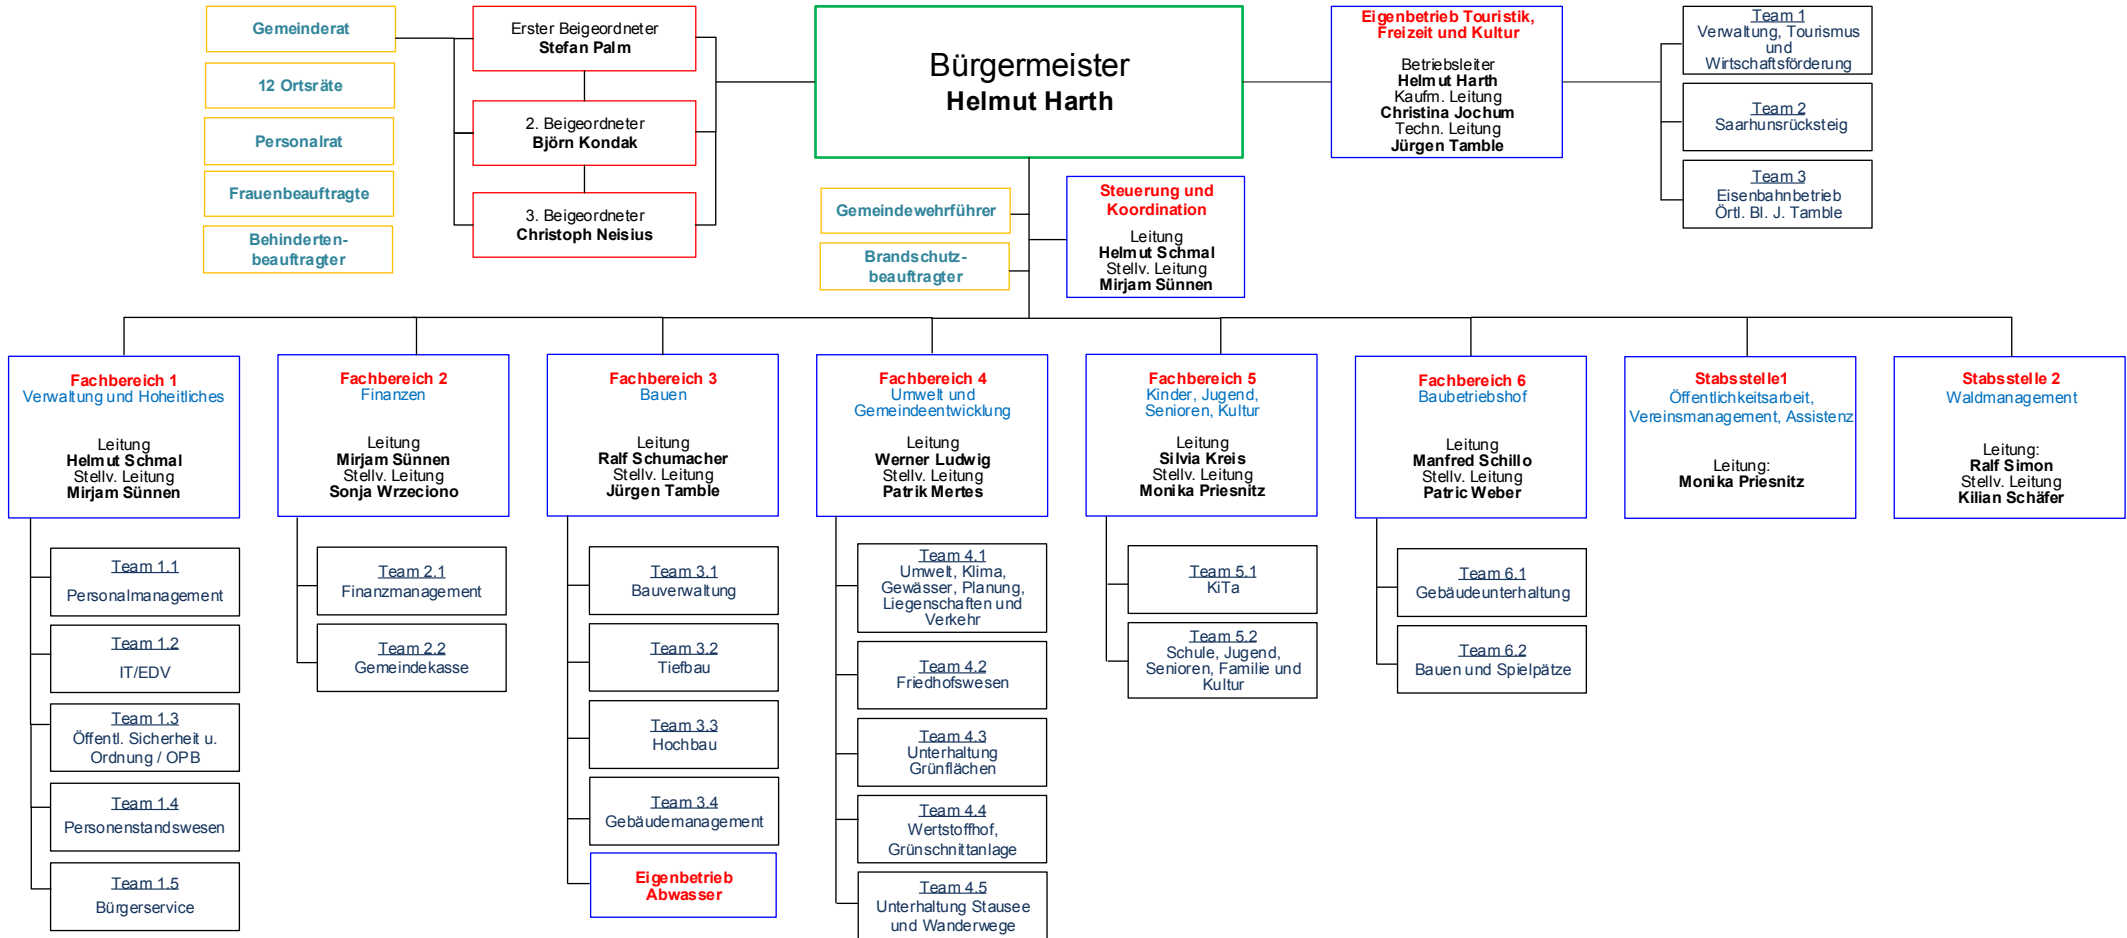 Gemeinderat
12 Ortsräte
Personalrat
Frauenbeauftragte
Behinderten-
beauftragter
Erster Beigeordneter
Stefan Palm
2. Beigeordneter
Björn Kondak
3. Beigeordneter
Christoph Neisius
Bürgermeister
Helmut Harth
Gemeindewehrführer
Brandschutz-
beauftragter
Steuerung und
Koordination
Leitung
Helmut Schmal
Stellv. Leitung
Mirjam Sünnen
Eigenbetrieb Touristik,
Freizeit und Kultur
Betriebsleiter
Helmut Harth
Kaufm. Leitung
Christina Jochum
Techn. Leitung
Jürgen Tamble
Team 1
Verwaltung, Tourismus
und
Wirtschaftsförderung
Team 2
Saarhunsrücksteig
Team 3
Eisenbahnbetrieb
Örtl. Bl. J. Tamble
Fachbereich 1
Verwaltung und Hoheitliches
Leitung
Helmut Schmal
Stellv. Leitung
Mirjam Sünnen
Team 1.1
Personalmanagement
Team 1.2
IT/EDV
Team 1.3
Öffentl. Sicherheit u.
Ordnung / OPB
Team 1.4
Personenstandswesen
Team 1.5
Bürgerservice
Fachbereich 2
Finanzen
Leitung
Mirjam Sünnen
Stellv. Leitung
Sonja Wrzeciono
Team 2.1
Finanzmanagement
Team 2.2
Gemeindekasse
Fachbereich 3
Bauen
Leitung
Ralf Schumacher
Stellv. Leitung
Jürgen Tamble
Team 3.1
Bauverwaltung
Team 3.2
Tiefbau
Team 3.3
Hochbau
Team 3.4
Gebäudemanagement
Eigenbetrieb
Abwasser
Fachbereich 4
Umwelt und
Gemeindeentwicklung
Leitung
Werner Ludwig
Stellv. Leitung
Patrik Mertes
Team 4.1
Umwelt, Klima,
Gewässer, Planung,
Liegenschaften und
Verkehr
Team 4.2
Friedhofswesen
Team 4.3
Unterhaltung
Grünflächen
Team 4.4
Wertstoffhof,
Grünschnittanlage
Team 4.5
Unterhaltung Stausee
und Wanderwege
Fachbereich 5
Kinder, Jugend,
Senioren, Kultur
Leitung
Silvia Kreis
Stellv. Leitung
Monika Priesnitz
Team 5.1
KiTa
Team 5.2
Schule, Jugend,
Senioren, Familie und
Kultur
Fachbereich 6
Baubetriebshof
Leitung
Manfred Schillo
Stellv. Leitung
Patric Weber
Team 6.1
Gebäudeunterhaltung
Team 6.2
Bauen und Spielpätze
Stabsstelle1
Öffentlichkeitsarbeit,
Vereinsmanagement, Assistenz
Leitung:
Monika Priesnitz
Stabsstelle 2
Waldmanagement
Leitung:
Ralf Simon
Stellv. Leitung
Kilian Schäfer